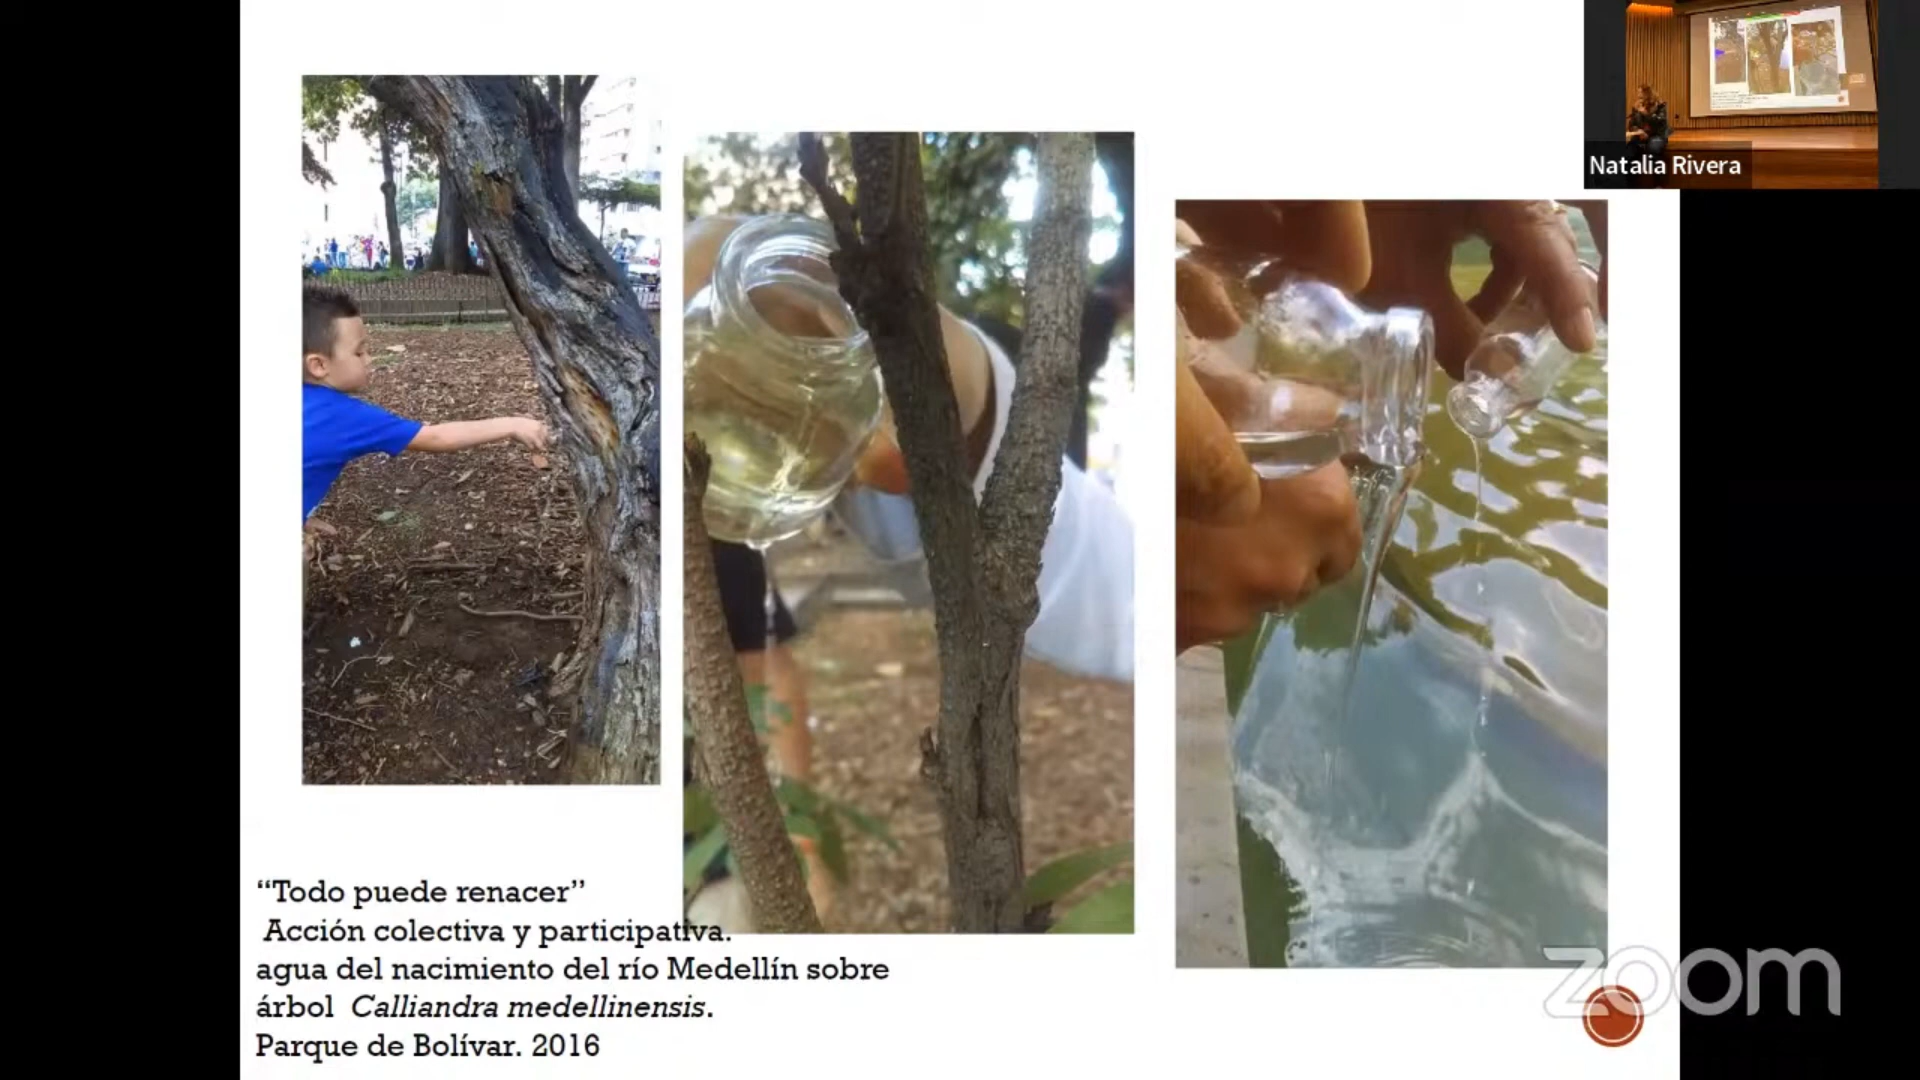 Natalia Rivera
“Todo puede renacer”
Acción colectiva y participativa.
agua del nacimiento del río Medellín sobre
árbol Calliandra medellinensis.
Parque de Bolívar. 2016
zoom